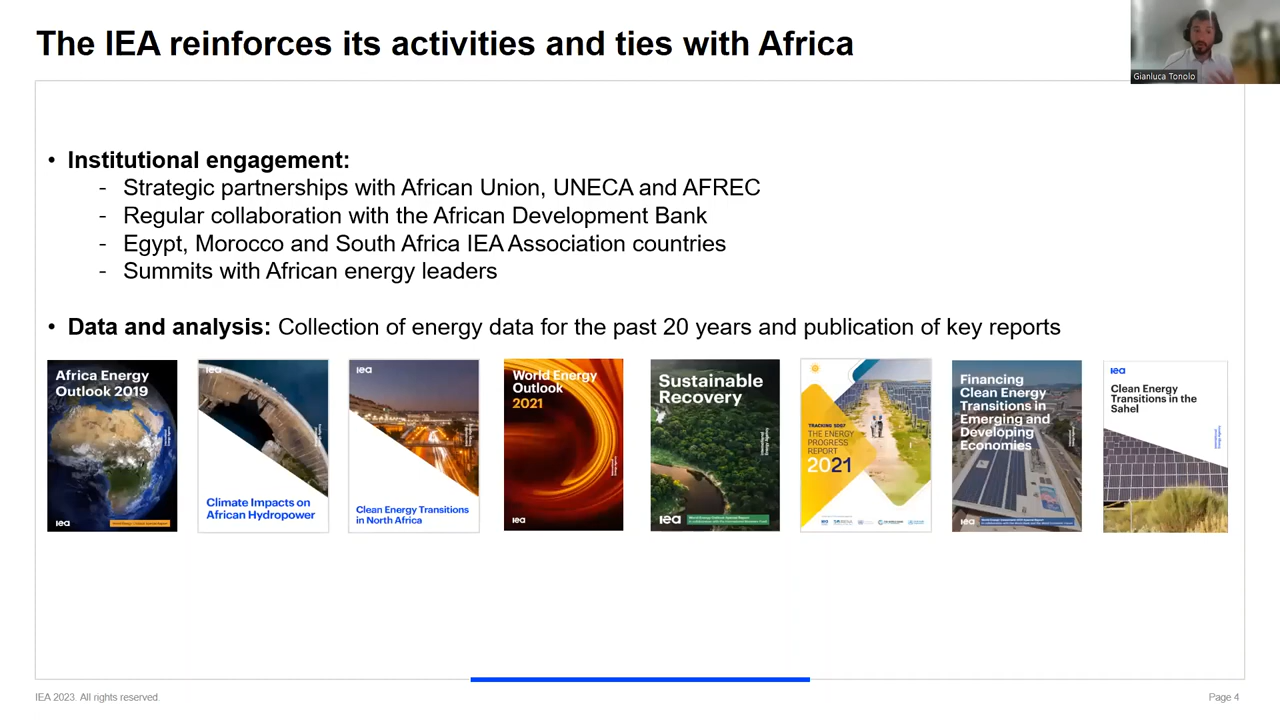 The IEA reinforces its activities and ties with Africa
Gianluca Tonolo
• Institutional engagement:
- Strategic partnerships with African Union, UNECA and AFREC
- Regular collaboration with the African Development Bank
- Egypt, Morocco and South Africa IEA Association countries
- Summits with African energy leaders
• Data and analysis: Collection of energy data for the past 20 years and publication of key reports
Africa Energy
Outlook 2019
iea
iea
Climate Impacts on
African Hydropower
iea
Clean Energy Transitions
in North Africa
World Energy
Outlook
2021
iea
Sustainable
Recovery
iea
TRACKING SDG7
THE ENERGY
PROGRESS
REPORT
2021
Financing
Clean Energy
Transitions in
Emerging and
Developing
Economies
iea
iea
Clean Energy
Transitions in the
Sahel
IEA 2023. All rights reserved.
Page 4